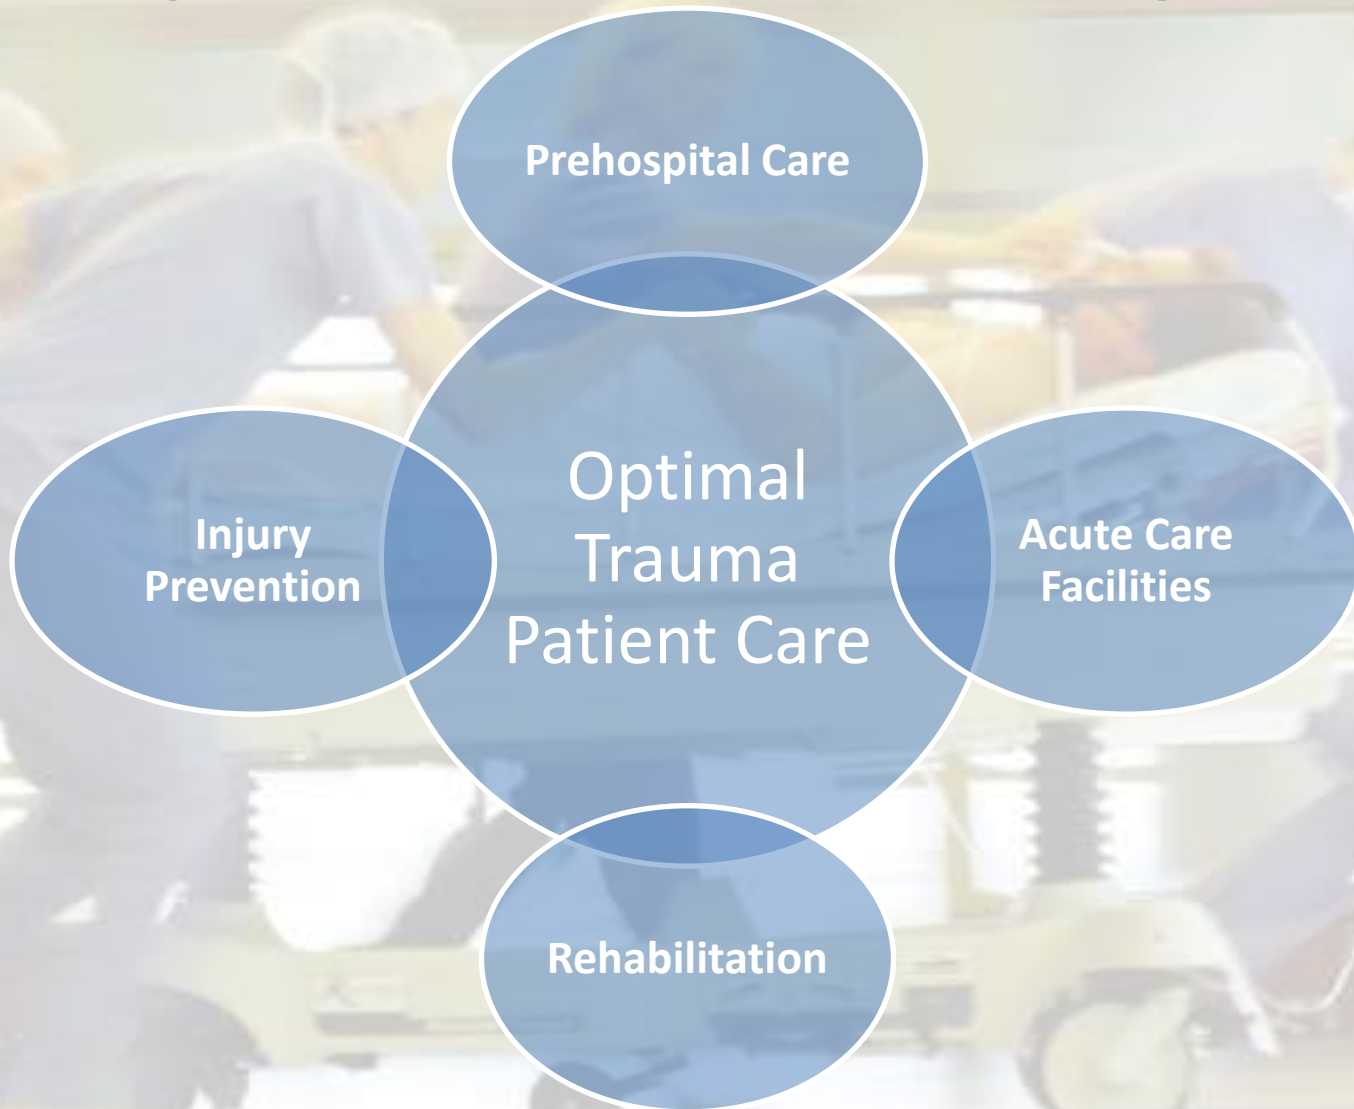 Prehospital Care
Injury
Prevention
Optimal
Trauma
Patient Care
Acute Care
Facilities
Rehabilitation